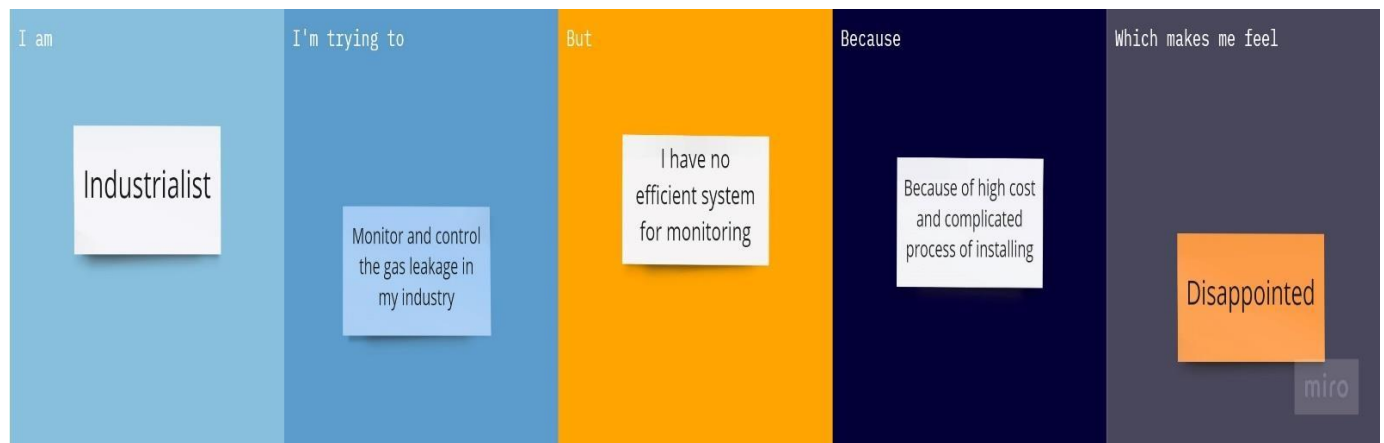 I am
Industrialist
I'm trying to
Monitor and control
the gas leakage in
my industry
But
I have no
efficient system
for monitoring
Because
Because of high cost
and complicated
process of installing
Which makes me feel
Disappointed
miro